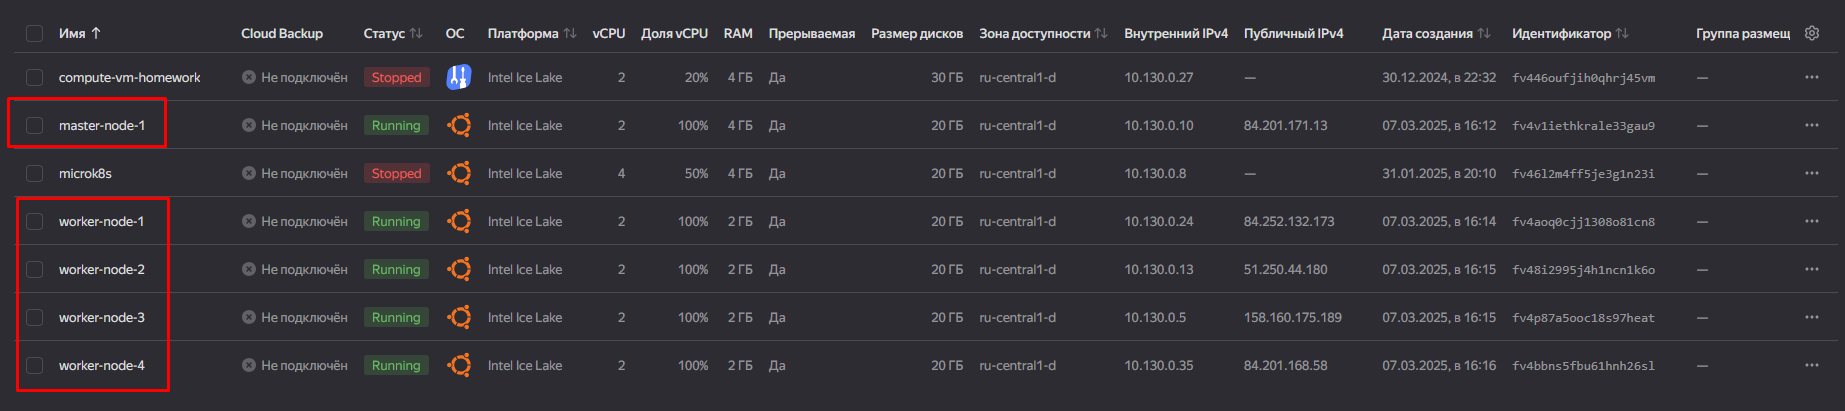 Имя ↑ Cloud Backup Статус ↑↓ ОС Платформа ↑↓ vCPU Доля vCPU RAM Прерываемая Размер дисков Зона доступности ↑↓ Внутренний IPv4 Публичный IPv4 Дата создания ↑↓ Идентификатор ↑↓ Группа размещ
compute-vm-homework Не подключён Stopped Intel Ice Lake 2 20% 4 ГБ Да 30 ГБ ru-central1-d 10.130.0.27 — 30.12.2024, в 22:32 fv446oufjih0qhrj45vm — ···
master-node-1 Не подключён Running Intel Ice Lake 2 100% 4 ГБ Да 20 ГБ ru-central1-d 10.130.0.10 84.201.171.13 07.03.2025, в 16:12 fv4v1iethkrale33gau9 — ···
microk8s Не подключён Stopped Intel Ice Lake 4 50% 4 ГБ Да 20 ГБ ru-central1-d 10.130.0.8 — 31.01.2025, в 20:10 fv46l2m4ff5je3g1n23i — ···
worker-node-1 Не подключён Running Intel Ice Lake 2 100% 2 ГБ Да 20 ГБ ru-central1-d 10.130.0.24 84.252.132.173 07.03.2025, в 16:14 fv4aoq0cjj1308o81cn8 — ···
worker-node-2 Не подключён Running Intel Ice Lake 2 100% 2 ГБ Да 20 ГБ ru-central1-d 10.130.0.13 51.250.44.180 07.03.2025, в 16:15 fv48i2995j4h1ncn1k6o — ···
worker-node-3 Не подключён Running Intel Ice Lake 2 100% 2 ГБ Да 20 ГБ ru-central1-d 10.130.0.5 158.160.175.189 07.03.2025, в 16:15 fv4p87a5ooc18s97heat — ···
worker-node-4 Не подключён Running Intel Ice Lake 2 100% 2 ГБ Да 20 ГБ ru-central1-d 10.130.0.35 84.201.168.58 07.03.2025, в 16:16 fv4bbns5fbu61hnh26sl — ···